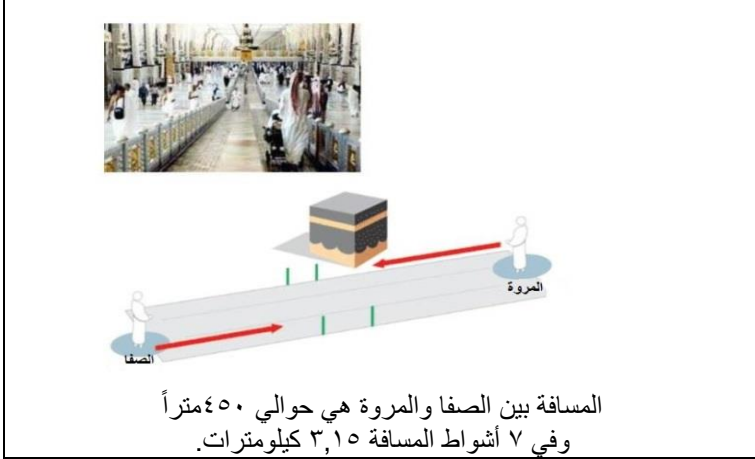 المروة
الصفا
المسافة بين الصفا والمروة هي حوالي ٤٥٠متراً
وفي ٧ أشواط المسافة ٣,١٥ كيلومترات.